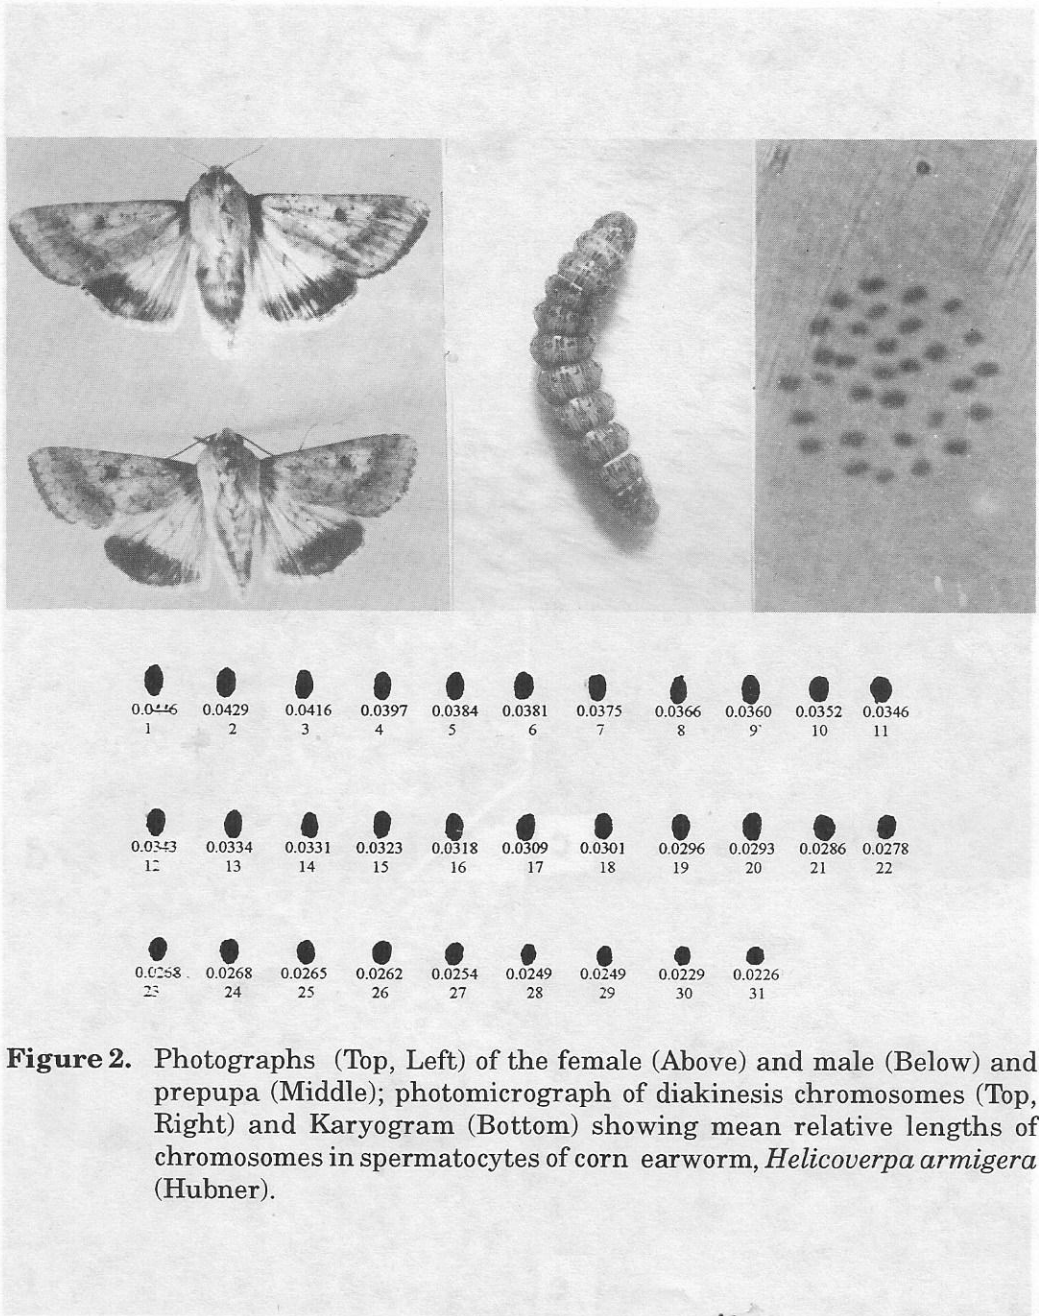 0.0429 0.0416 0.0397 0.0384 0.0381 0.0375 0.0366 0.0360 0.0352 0.0346
1 2 3 4 5 6 7 8 9 10 11
0.0334 0.0331 0.0323 0.0318 0.0309 0.0301 0.0296 0.0293 0.0286 0.0278
13 14 15 16 17 18 19 20 21 22
0.0268 0.0265 0.0262 0.0254 0.0249 0.0249 0.0229 0.0226
24 25 26 27 28 29 30 31
Figure 2. Photographs (Top, Left) of the female (Above) and male (Below) and
prepupa (Middle); photomicrograph of diakinesis chromosomes (Top,
Right) and Karyogram (Bottom) showing mean relative lengths of
chromosomes in spermatocytes of corn earworm, Helicoverpa armigera
(Hubner).